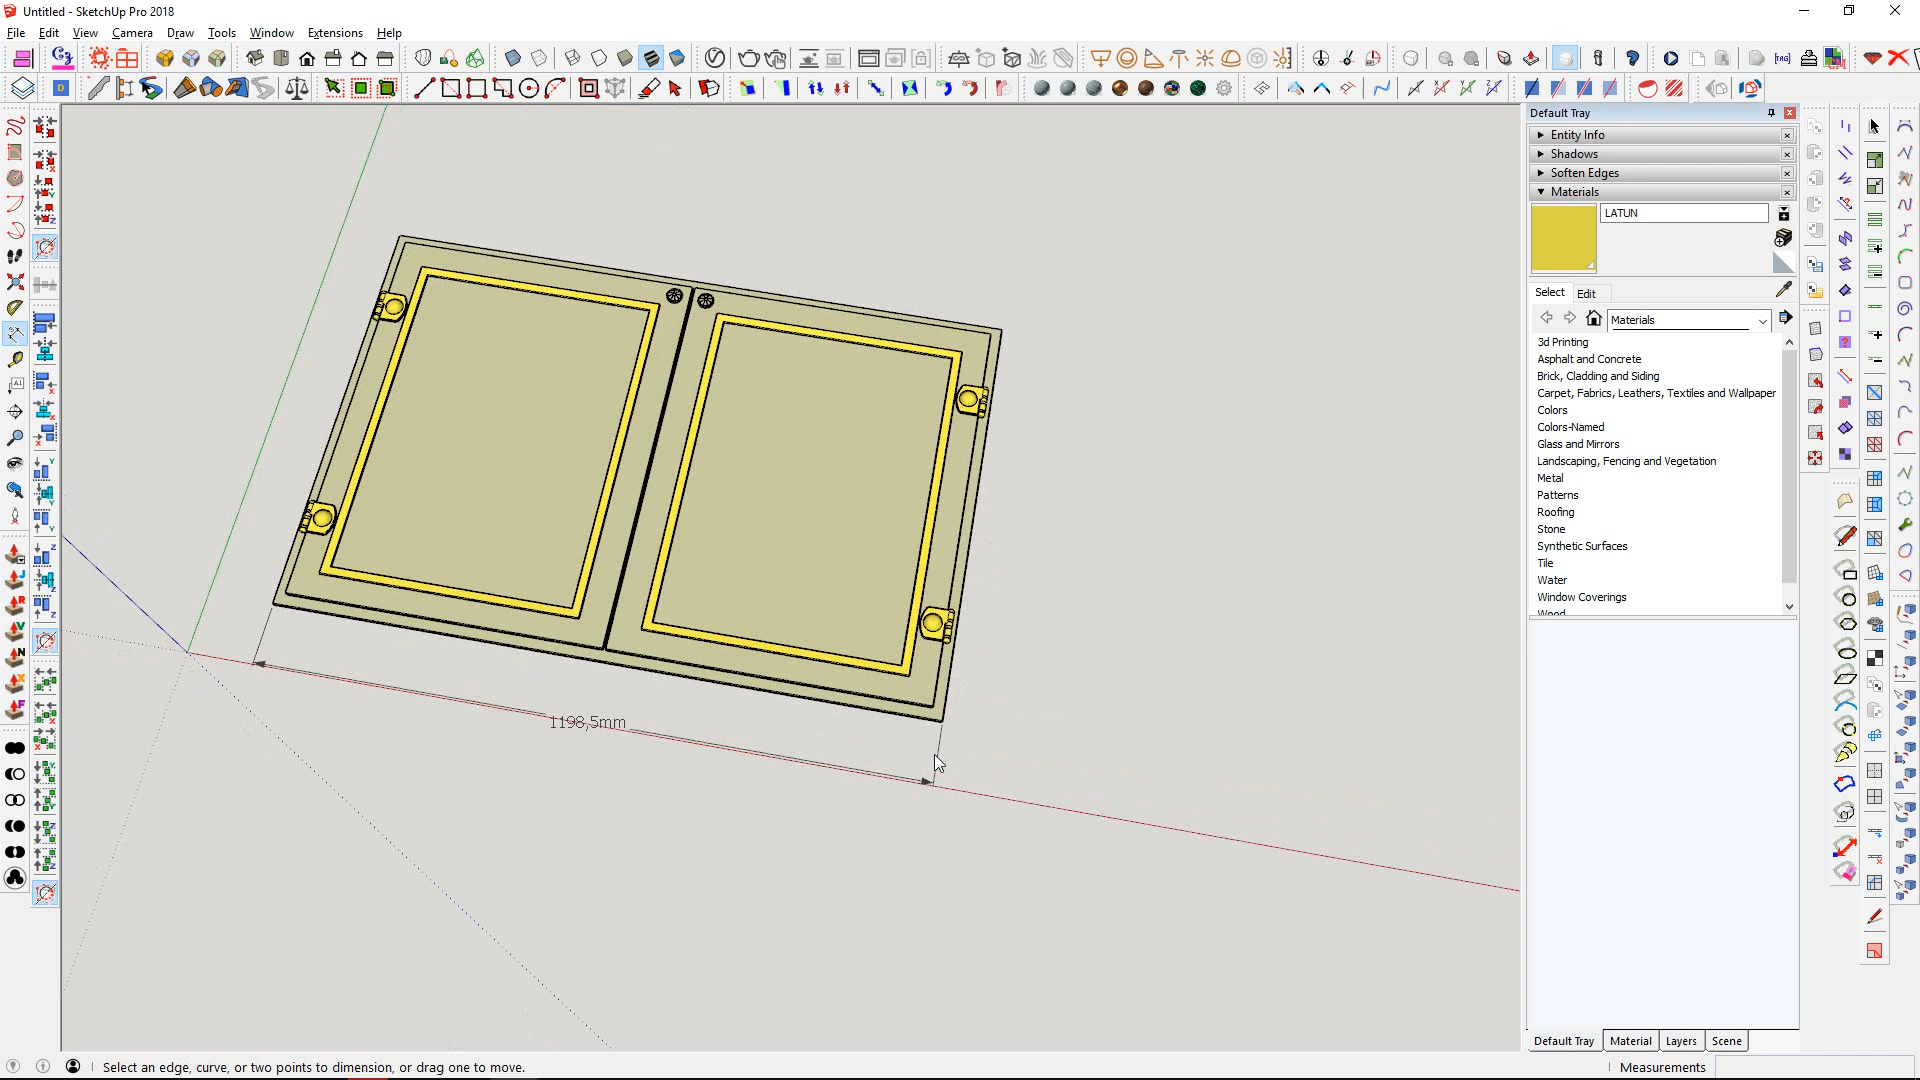 Untitled - SketchUp Pro 2018
File Edit View Camera Draw Tools Window Extensions Help
Default Tray
Entity Info
Shadows
Soften Edges
Materials
LATUN
Select Edit
Materials
3d Printing
Asphalt and Concrete
Brick, Cladding and Siding
Carpet, Fabrics, Leathers, Textiles and Wallpaper
Colors
Colors-Named
Glass and Mirrors
Landscaping, Fencing and Vegetation
Metal
Patterns
Roofing
Stone
Synthetic Surfaces
Tile
Water
Window Coverings
Wood
1198,5mm
Default Tray Material Layers Scene
Select an edge, curve, or two points to dimension, or drag one to move.
Measurements